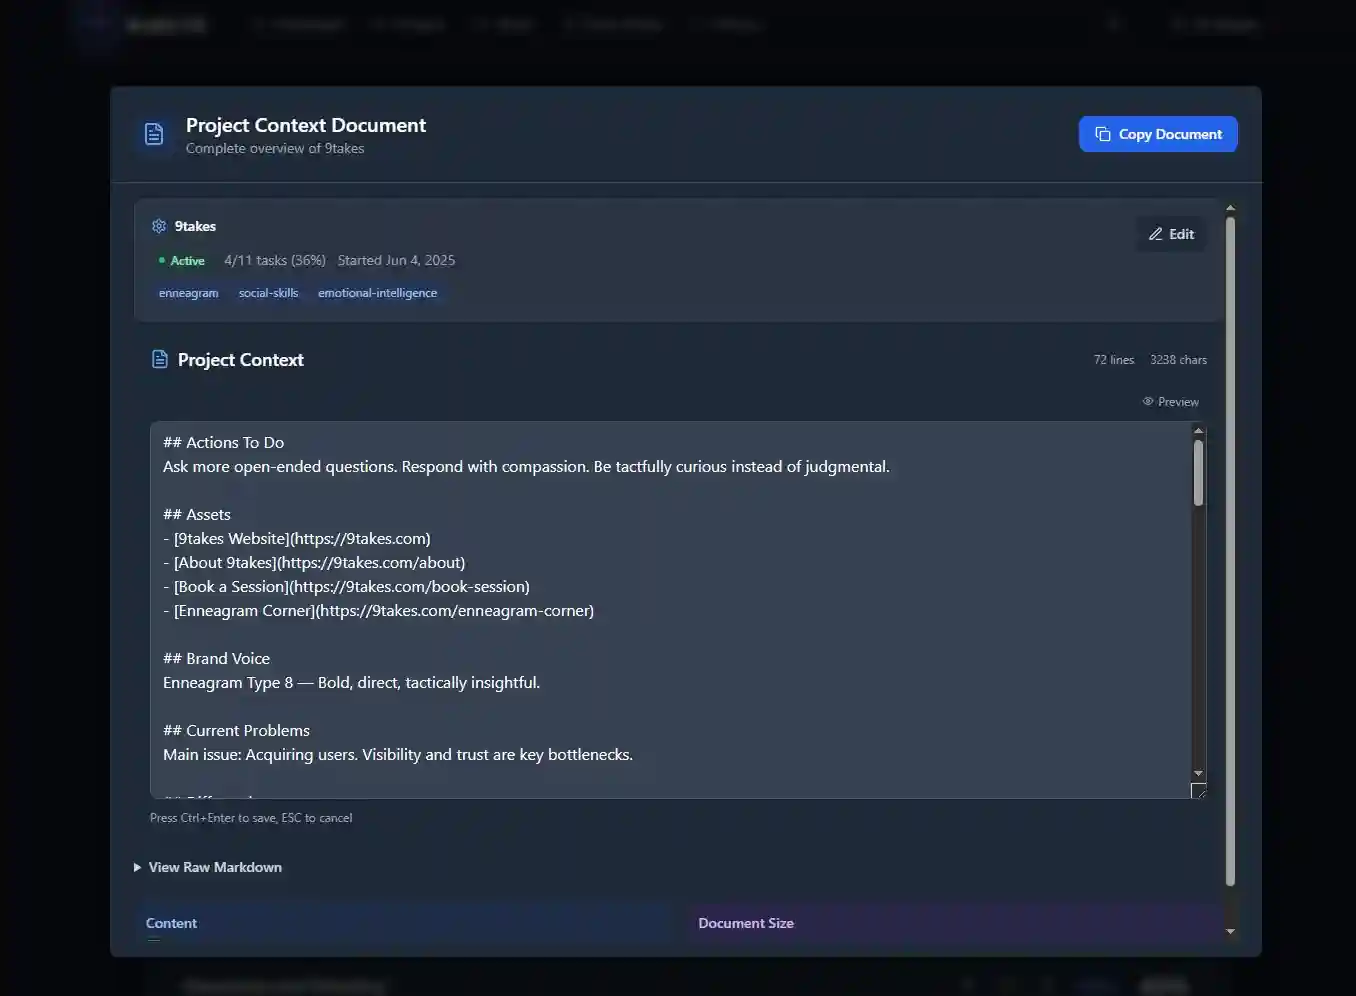 Project Context Document
Complete overview of 9takes
Copy Document
9takes
Edit
Active 4/11 tasks (36%) Started Jun 4, 2025
enneagram social-skills emotional-intelligence
Project Context
72 lines 3238 chars
Preview
## Actions To Do
Ask more open-ended questions. Respond with compassion. Be tactfully curious instead of judgmental.
## Assets
- [9takes Website](https://9takes.com)
- [About 9takes](https://9takes.com/about)
- [Book a Session](https://9takes.com/book-session)
- [Enneagram Corner](https://9takes.com/enneagram-corner)
## Brand Voice
Enneagram Type 8 — Bold, direct, tactically insightful.
## Current Problems
Main issue: Acquiring users. Visibility and trust are key bottlenecks.
Press Ctrl+Enter to save, ESC to cancel
View Raw Markdown
Content
Document Size